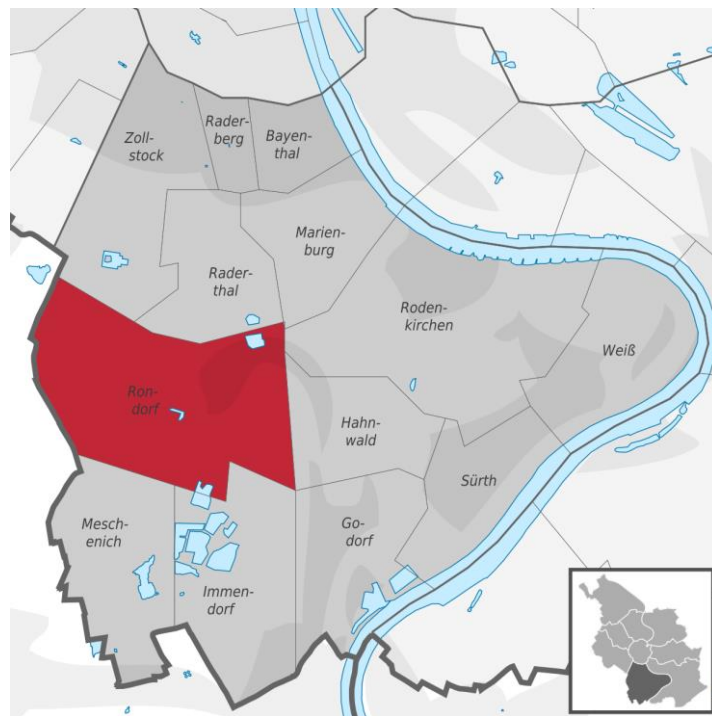 Zoll-
stock
Rader-
berg
Bayen-
thal
Marien-
burg
Rader-
thal
Roden-
kirchen
Weiß
Ron-
dorf
Hahn-
wald
Sürth
Mesch-
enich
Go-
dorf
Immen-
dorf